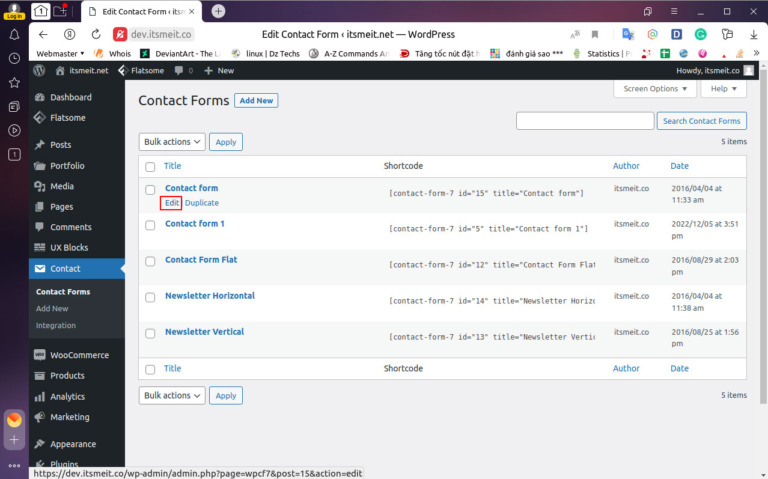 Log in
1
Edit Contact Form ‹ itsmeit
dev.itsmeit.co
Edit Contact Form ‹ itsmeit.net — WordPress
Webmaster
Whois
DeviantArt - The L
linux | Dz Techs
A-Z Commands
Tăng tốc nút đặt h
đánh giá sao ***
Statistics |
itsmeit.net
Flatsome
0
+ New
Howdy, itsmeit.co
Dashboard
Flatsome
Posts
Portfolio
Media
Pages
Comments
UX Blocks
Contact
Contact Forms
Add New
Integration
WooCommerce
Products
Analytics
Marketing
Appearance
Plugins
1
Contact Forms
Add New
Screen Options ▼
Help ▼
Search Contact Forms
Bulk actions
Apply
5 items
Title Shortcode Author Date
Contact form
Edit Duplicate
[contact-form-7 id="15" title="Contact form"]
itsmeit.co
2016/04/04 at
11:33 am
Contact form 1
[contact-form-7 id="5" title="Contact form 1"]
itsmeit.co
2022/12/05 at 3:51
pm
Contact Form Flat
[contact-form-7 id="12" title="Contact Form Flat
itsmeit.co
2016/08/29 at 2:03
pm
Newsletter Horizontal
[contact-form-7 id="14" title="Newsletter Horizo
itsmeit.co
2016/04/04 at
11:38 am
Newsletter Vertical
[contact-form-7 id="13" title="Newsletter Vertic
itsmeit.co
2016/08/25 at 1:56
pm
Title Shortcode Author Date
Bulk actions
Apply
5 items
https://dev.itsmeit.co/wp-admin/admin.php?page=wpcf7&post=15&action=edit